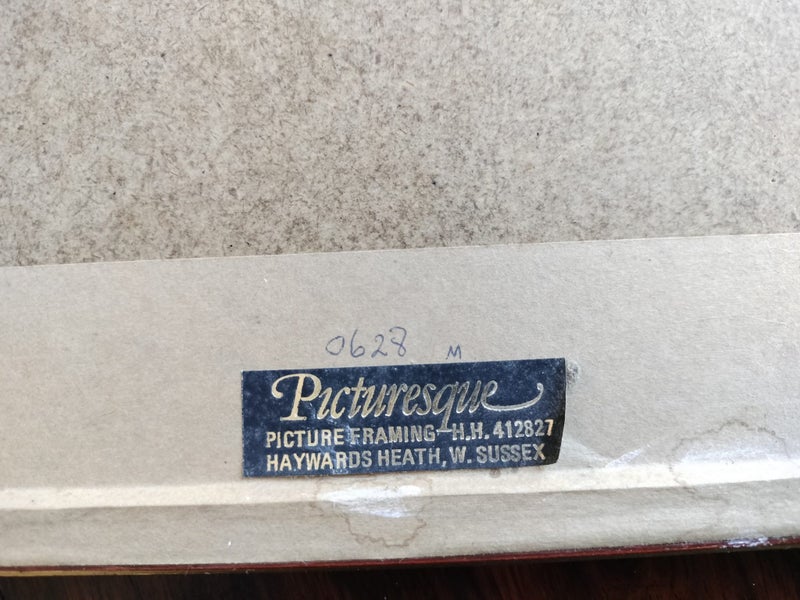 0628 M
Picturesque
PICTURE FRAMING H.H. 412827
HAYWARDS HEATH, W. SUSSEX